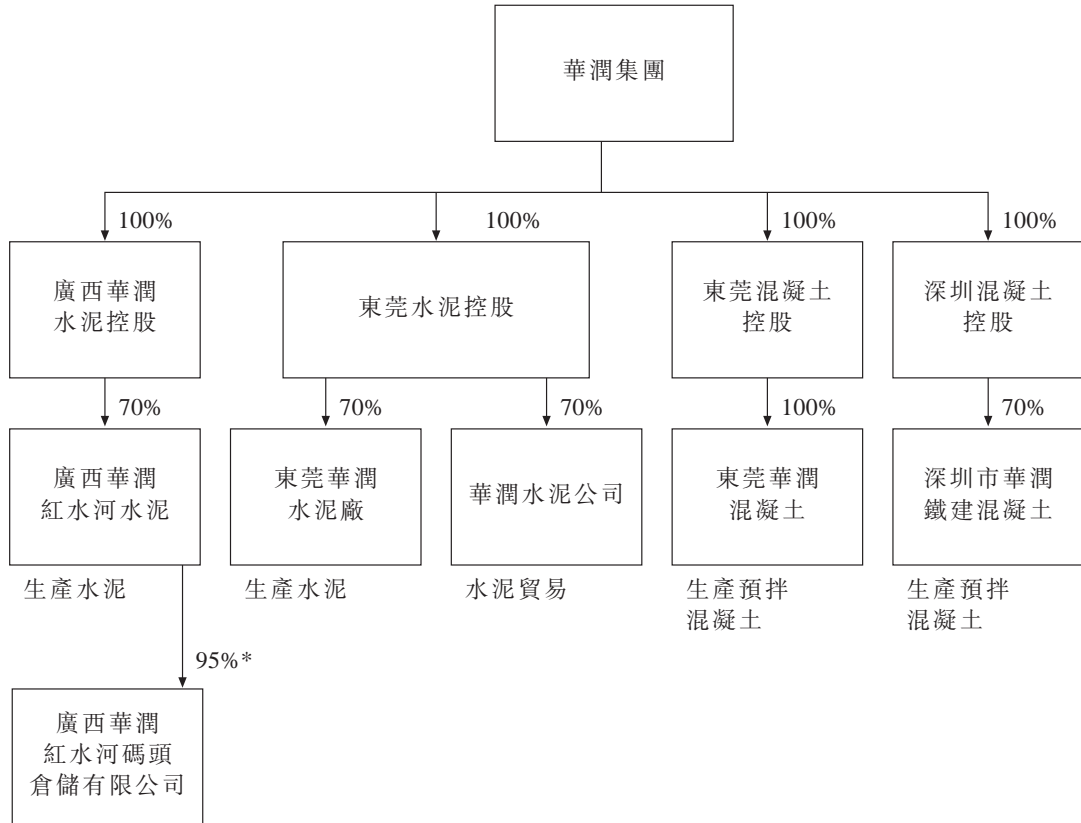 華潤集團
100%
100%
100%
100%
廣西華潤
水泥控股
東莞水泥控股
東莞混凝土
控股
深圳混凝土
控股
70%
70%
70%
100%
70%
廣西華潤
紅水河水泥
東莞華潤
水泥廠
華潤水泥公司
東莞華潤
混凝土
深圳市華潤
鐵建混凝土
生產水泥
生產水泥
水泥貿易
生產預拌
混凝土
生產預拌
混凝土
95%*
廣西華潤
紅水河碼頭
倉儲有限公司